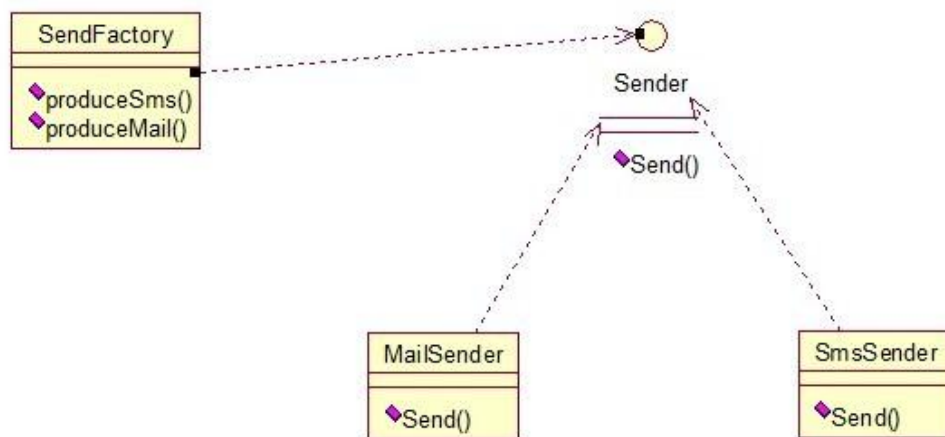 SendFactory
produceSms()
produceMail()
Sender
Send()
MailSender
Send()
SmsSender
Send()